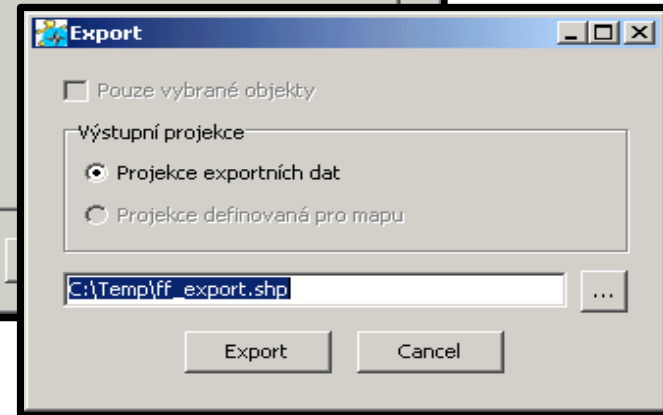 Export
Pouze vybrané objekty
Výstupní projekce
Projekce exportních dat
Projekce definovaná pro mapu
C:\Temp\ff_export.shp
...
Export Cancel